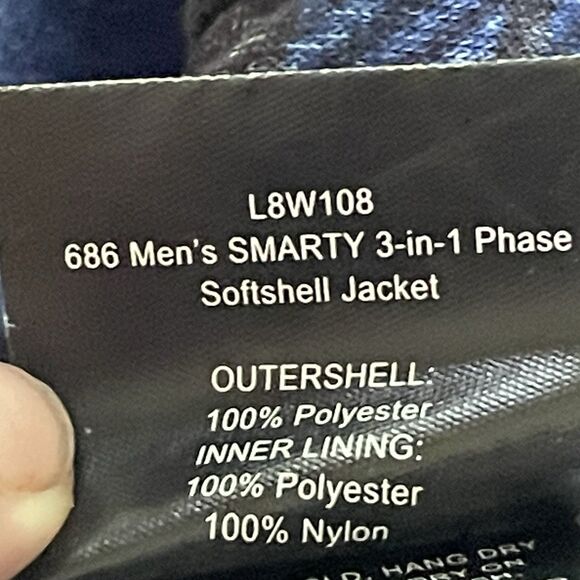 L8W108
686 Men's SMARTY 3-in-1 Phase
Softshell Jacket
OUTERSHELL:
100% Polyester
INNER LINING:
100% Polyester
100% Nylon
HANG DRY
ON